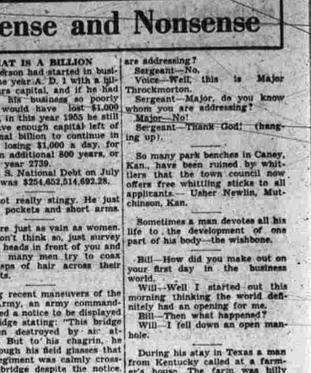 ense and Nonsense
AT IS A BILLION
erson had started in busi-
e year A. D. 1 with a bil-
rs capital, and if he had
his business so poorly
would have lost $1,000
, in this year 1955 he still
ve enough capital left of
nal billion to continue in
losing $1,000 a day, for
n additional 800 years, or
year 2739.
S. National Debt on July
was $254,652,514,692.28.
ot really stingy. He just
pockets and short arms.
re just as vain as women.
on't think so, just survey
heads in front of you and
many men try to coax
sps of hair across their
ts.
g recent maneuvers of the
rmy, an army command-
ed a notice to be displayed
idge stating: "This bridge
n destroyed by air at-
But to his chagrin, he
ough his field glasses that
egiment was calmly cross-
bridge despite the notice.
are addressing?
Sergeant—No.
Voice—Well, this is Major
Throckmorton.
Sergeant—Major, do you know
whom you are addressing?
Major—No!
Sergeant—Thank God! (hang-
ing up).
So many park benches in Caney,
Kan., have been ruined by whit-
tlers that the town council now
offers free whittling sticks to all
applicants.— Usher Newlin, Mut-
chinson, Kan.
Sometimes a man devotes all his
life to the development of one
part of his body—the wishbone.
Bill—How did you make out on
your first day in the business
world.
Will—Well I started out this
morning thinking the world defi-
nitely had an opening for me.
Bill—Then what happened?
Will—I fell down an open man-
hole.
During his stay in Texas a man
from Kentucky called at a farm-
er's house. The farm was hilly